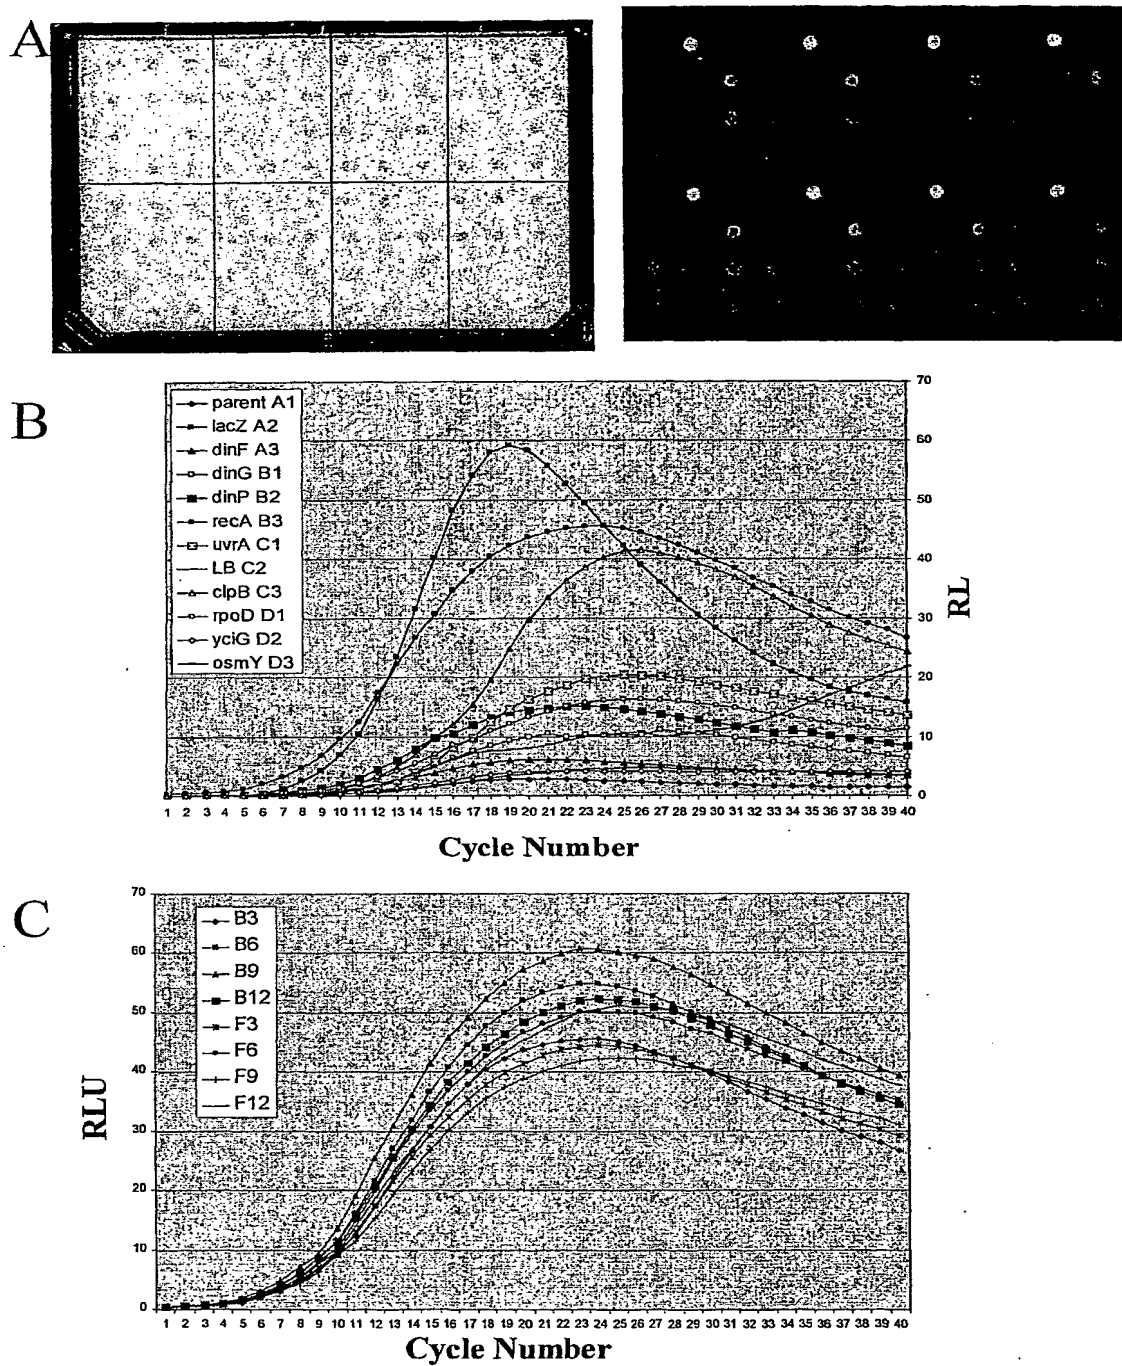 A
B
parent A1
lacZ A2
dinF A3
dinG B1
dinP B2
recA B3
uvrA C1
LB C2
clpB C3
rpoD D1
yciG D2
osmY D3
70
60
50
40
30
20
10
0
RL
1 2 3 4 5 6 7 8 9 10 11 12 13 14 15 16 17 18 19 20 21 22 23 24 25 26 27 28 29 30 31 32 33 34 35 36 37 38 39 40
Cycle Number
C
70
60
50
40
30
20
10
0
RLU
B3
B6
B9
B12
F3
F6
F9
F12
1 2 3 4 5 6 7 8 9 10 11 12 13 14 15 16 17 18 19 20 21 22 23 24 25 26 27 28 29 30 31 32 33 34 35 36 37 38 39 40
Cycle Number